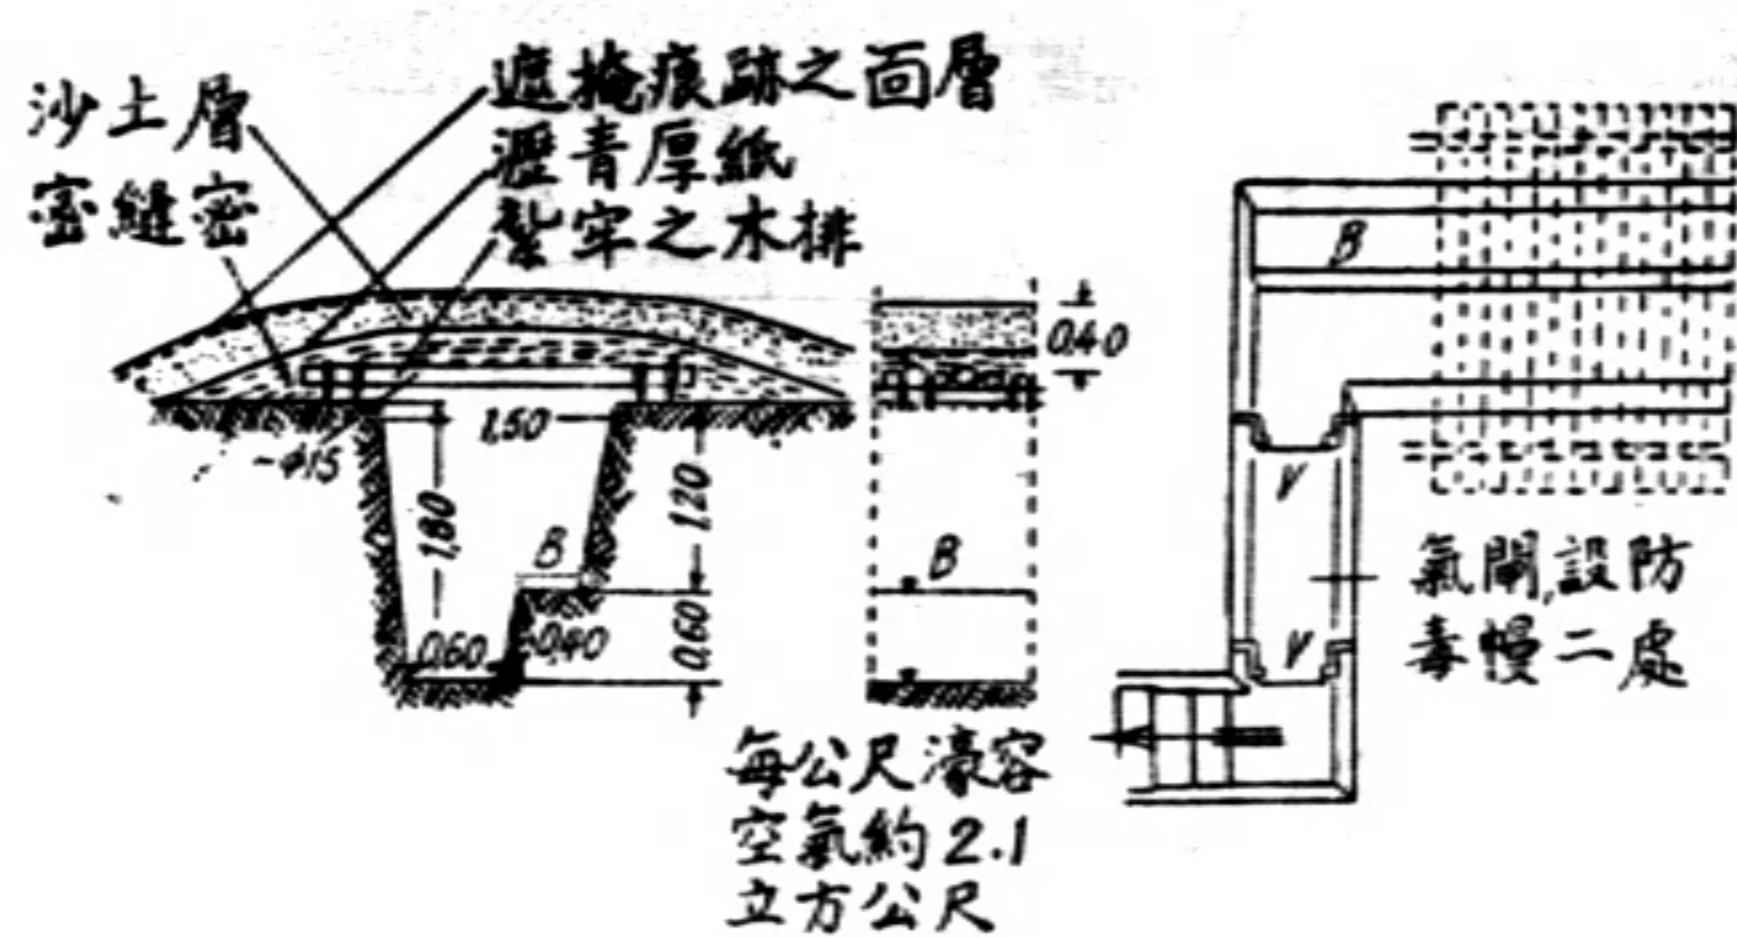 沙土層
密縫密
遮掩痕跡之面層
瀝青厚紙
紮牢之木排
0.40
1.50
1.80
1.20
B
0.60
0.40
0.60
B
每公尺濠容
空氣約2.1
立方公尺
B
V
V
氣閘,設防
毒幔二處